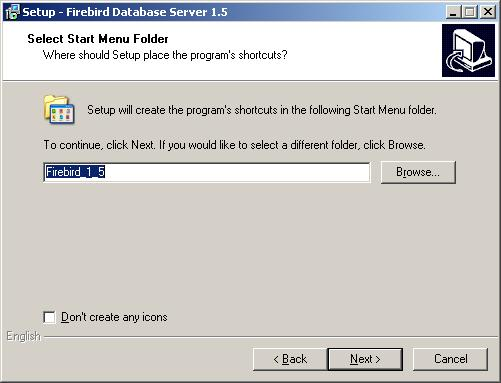 Setup - Firebird Database Server 1.5
Select Start Menu Folder
Where should Setup place the program's shortcuts?
Setup will create the program's shortcuts in the following Start Menu folder.
To continue, click Next. If you would like to select a different folder, click Browse.
Firebird_1_5
Browse...
Don't create any icons
English
< Back
Next >
Cancel